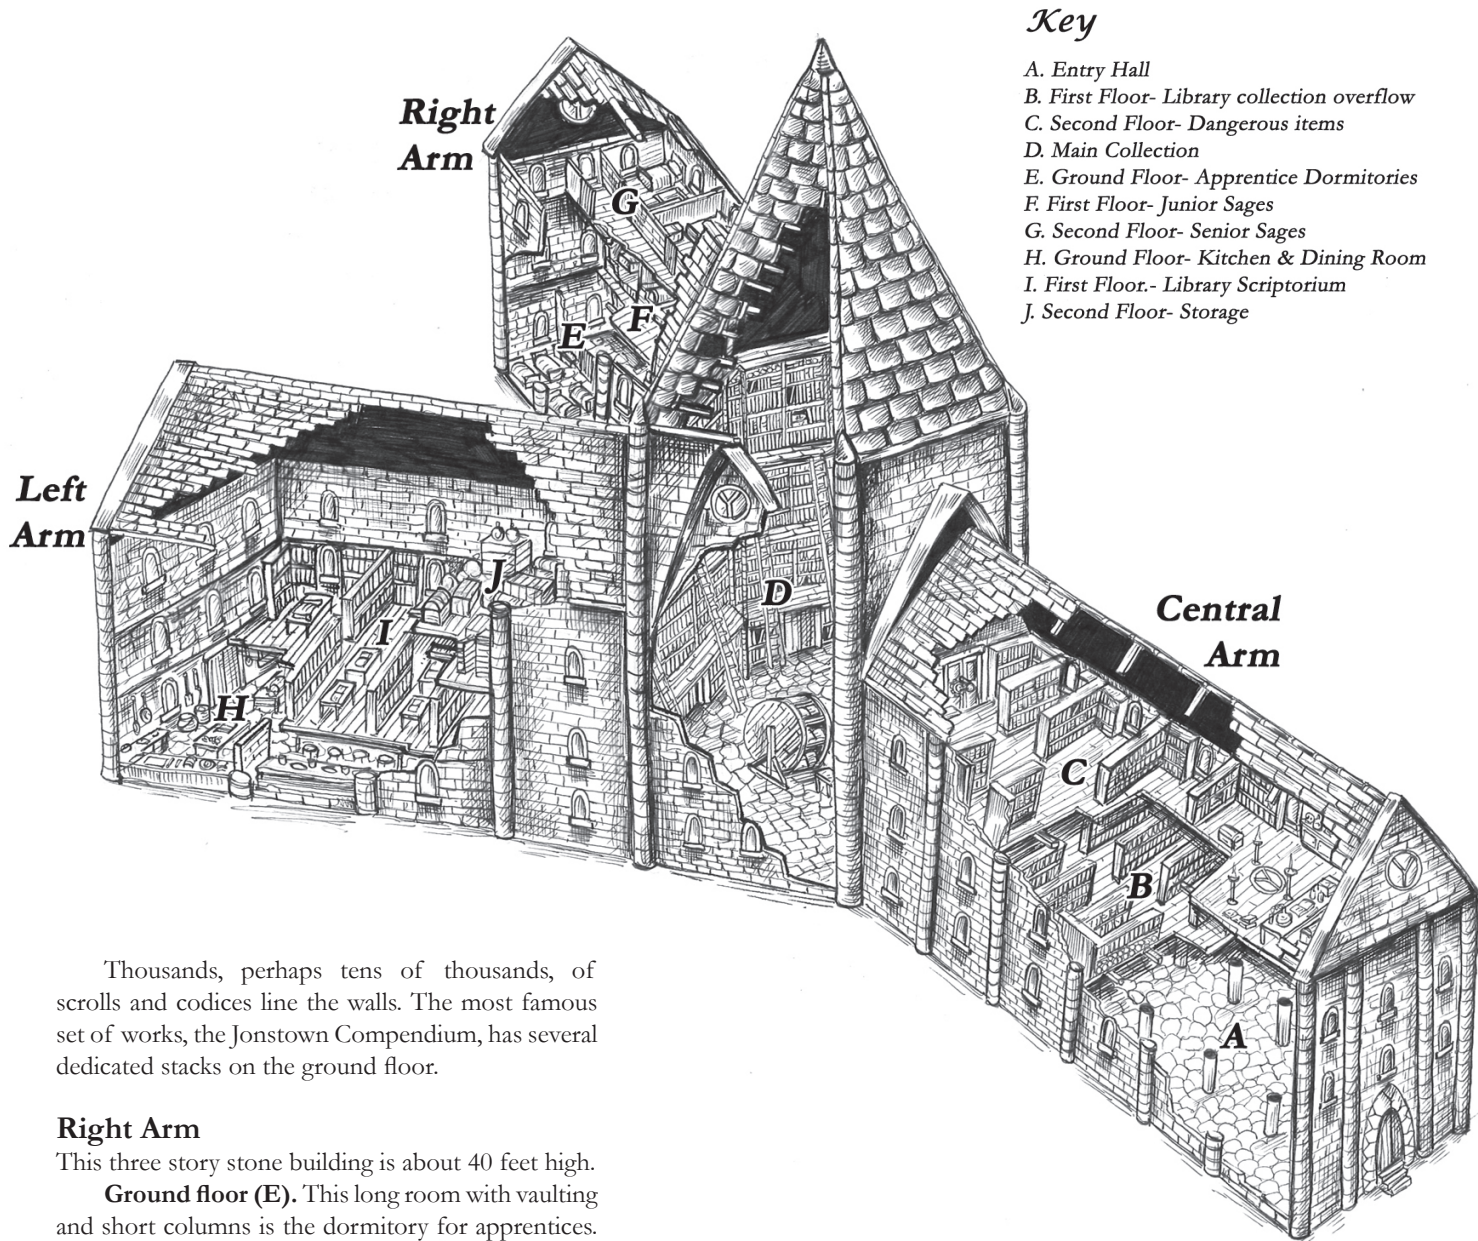 Key
A. Entry Hall
B. First Floor- Library collection overflow
C. Second Floor- Dangerous items
D. Main Collection
E. Ground Floor- Apprentice Dormitories
F. First Floor- Junior Sages
G. Second Floor- Senior Sages
H. Ground Floor- Kitchen & Dining Room
I. First Floor.- Library Scriptorium
J. Second Floor- Storage
Right
Arm
G
F
E
Left
Arm
J
I
H
D
Central
Arm
C
B
A
Thousands, perhaps tens of thousands, of
scrolls and codices line the walls. The most famous
set of works, the Jonstown Compendium, has several
dedicated stacks on the ground floor.
Right Arm
This three story stone building is about 40 feet high.
Ground floor (E). This long room with vaulting
and short columns is the dormitory for apprentices.